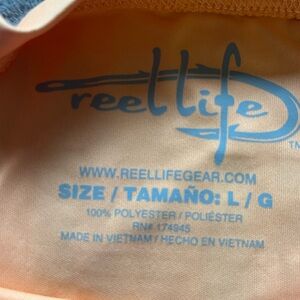 reel life
TM
WWW.REELLIFEGEAR.COM
SIZE / TAMAÑO: L / G
100% POLYESTER / POLIÉSTER
RN# 174945
MADE IN VIETNAM / HECHO EN VIETNAM